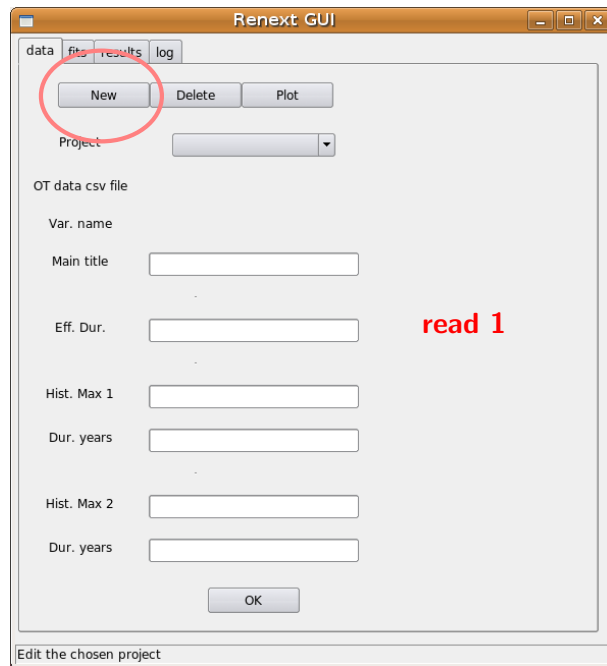 Renext GUI
data fits results log
New Delete Plot
Project
OT data csv file
Var. name
Main title
Eff. Dur.
read 1
Hist. Max 1
Dur. years
Hist. Max 2
Dur. years
OK
Edit the chosen project